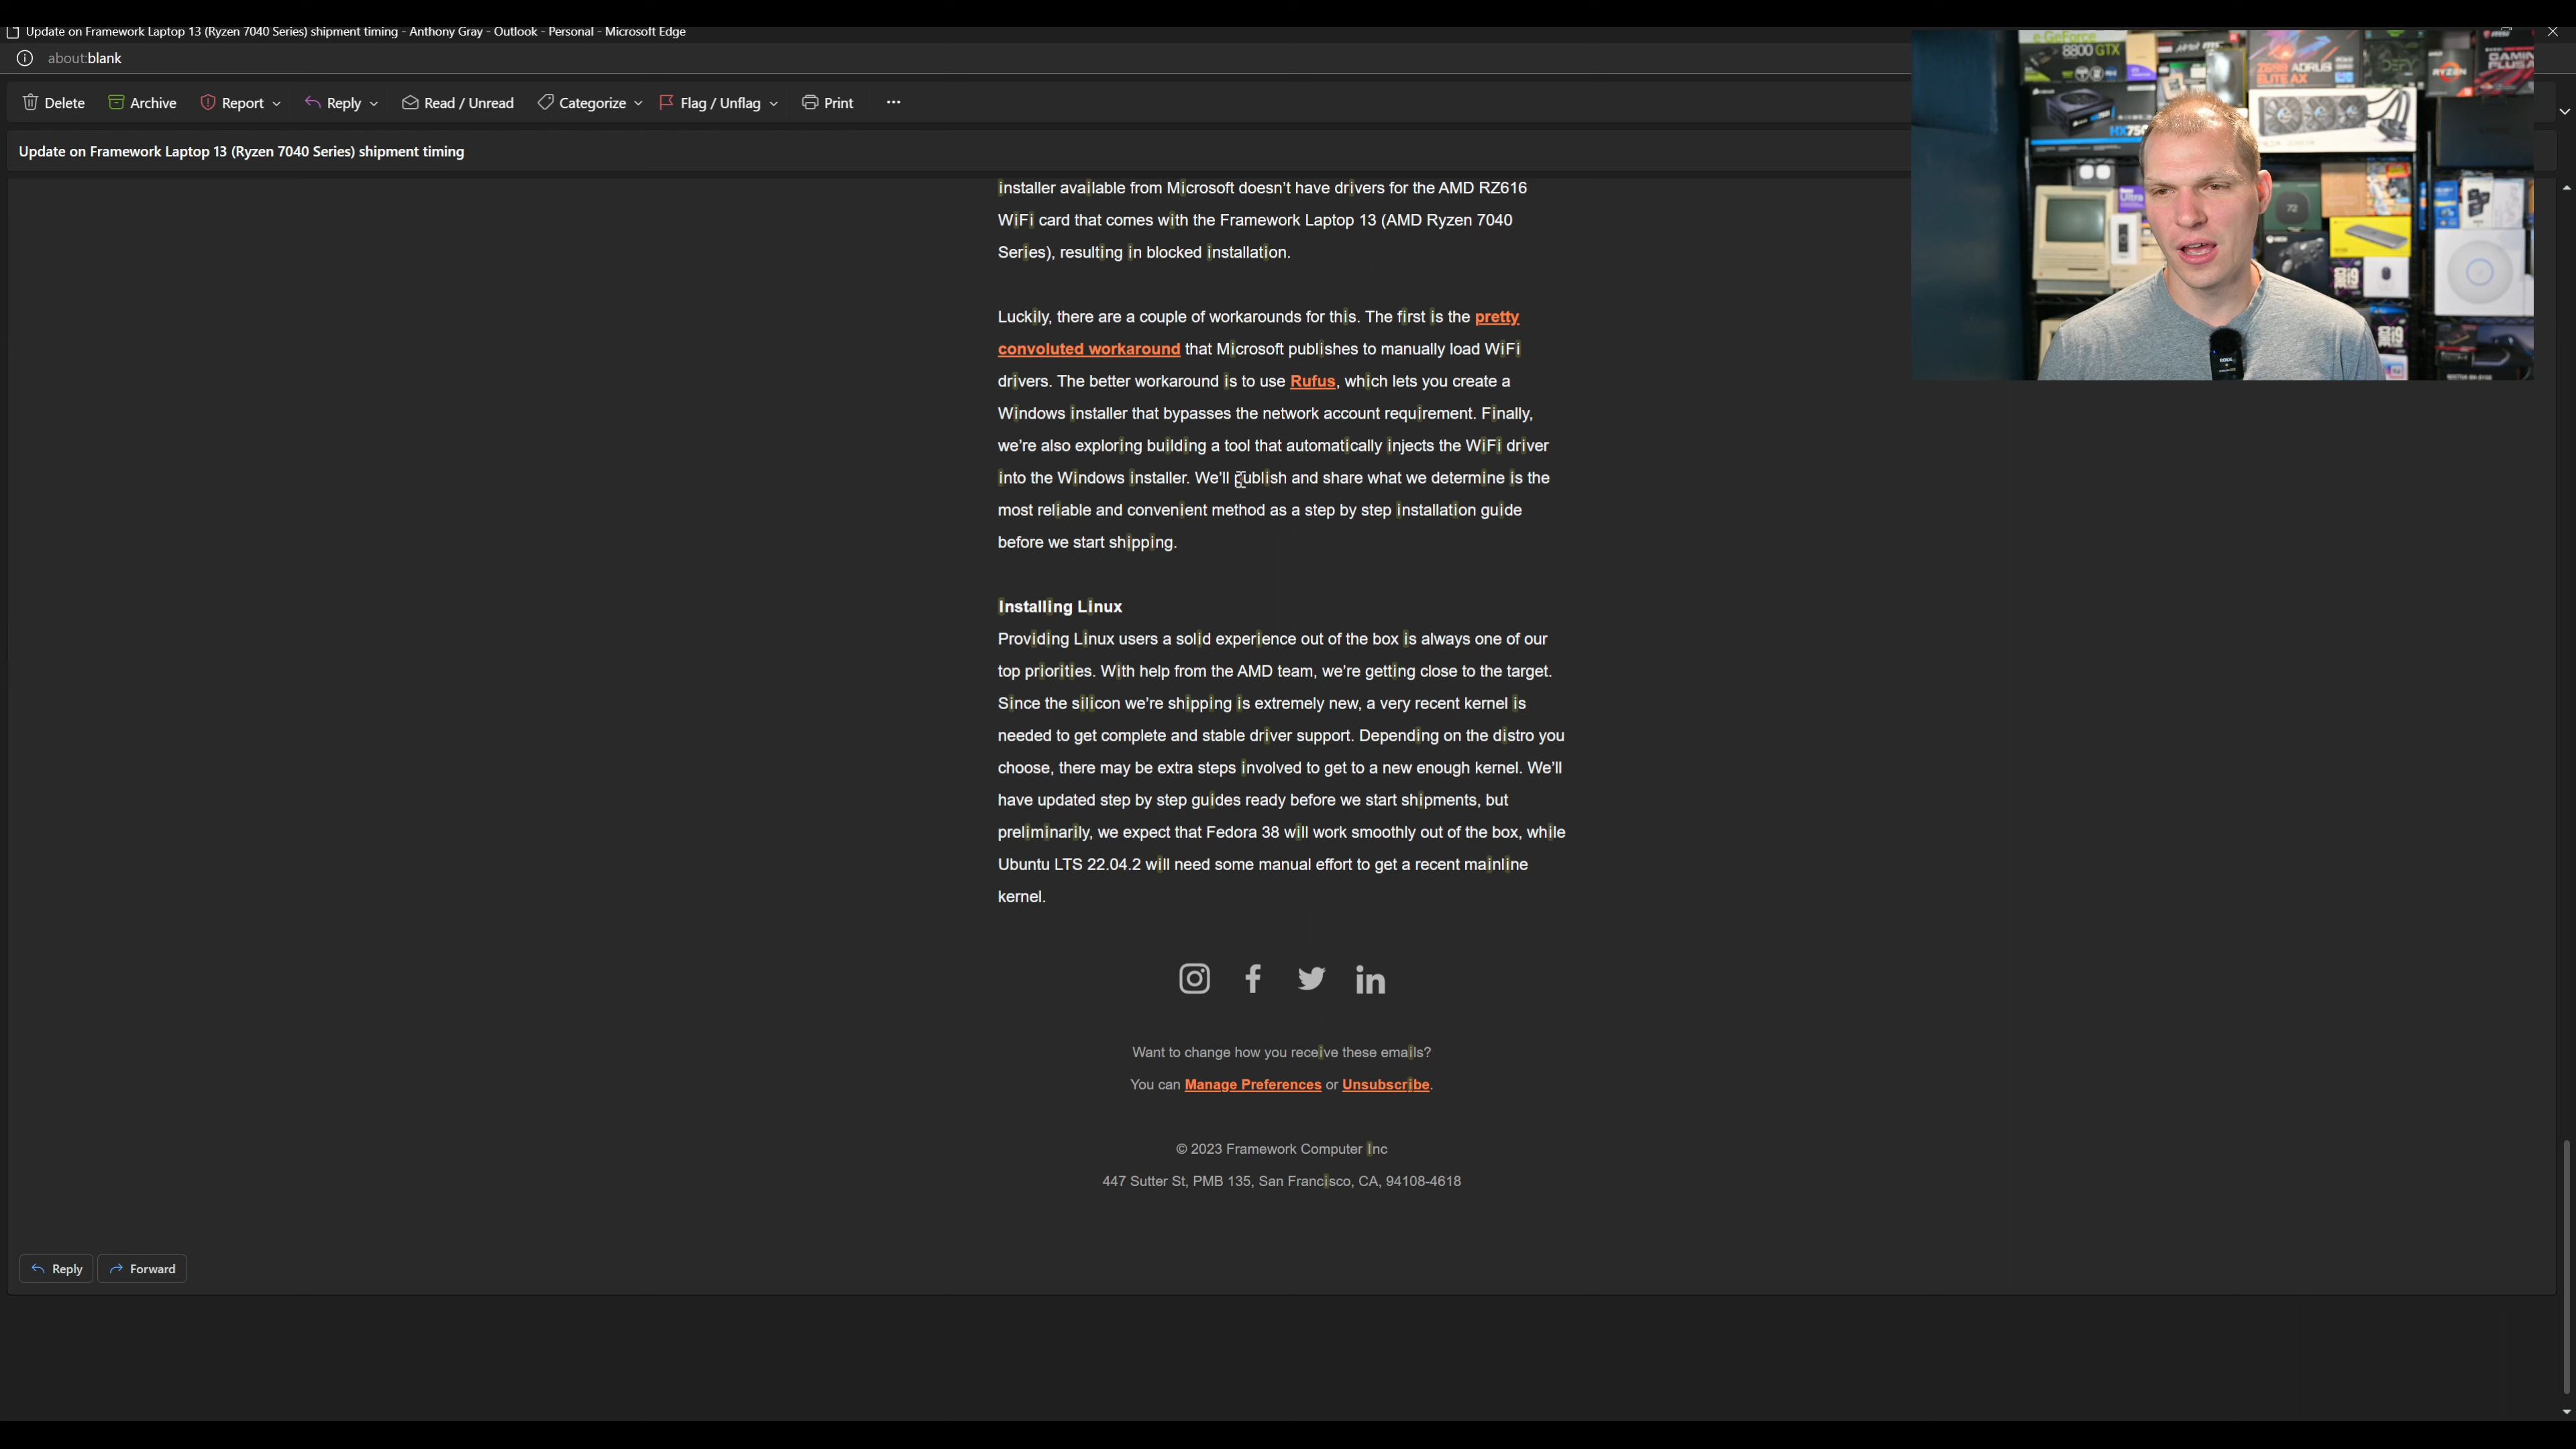 Update on Framework Laptop 13 (Ryzen 7040 Series) shipment timing - Anthony Gray - Outlook - Personal - Microsoft Edge
about:blank
Delete Archive Report Reply Read / Unread Categorize Flag / Unflag Print
Update on Framework Laptop 13 (Ryzen 7040 Series) shipment timing
e-GeForce
8800 GTX
Z690 AORUS
ELITE AX
RYZEN
GAMING
PLUS
HX750
Ultra
72
installer available from Microsoft doesn't have drivers for the AMD RZ616
WiFi card that comes with the Framework Laptop 13 (AMD Ryzen 7040
Series), resulting in blocked installation.
Luckily, there are a couple of workarounds for this. The first is the pretty
convoluted workaround that Microsoft publishes to manually load WiFi
drivers. The better workaround is to use Rufus, which lets you create a
Windows installer that bypasses the network account requirement. Finally,
we're also exploring building a tool that automatically injects the WiFi driver
into the Windows installer. We'll publish and share what we determine is the
most reliable and convenient method as a step by step installation guide
before we start shipping.
Installing Linux
Providing Linux users a solid experience out of the box is always one of our
top priorities. With help from the AMD team, we're getting close to the target.
Since the silicon we're shipping is extremely new, a very recent kernel is
needed to get complete and stable driver support. Depending on the distro you
choose, there may be extra steps involved to get to a new enough kernel. We'll
have updated step by step guides ready before we start shipments, but
preliminarily, we expect that Fedora 38 will work smoothly out of the box, while
Ubuntu LTS 22.04.2 will need some manual effort to get a recent mainline
kernel.
Want to change how you receive these emails?
You can Manage Preferences or Unsubscribe.
© 2023 Framework Computer Inc
447 Sutter St, PMB 135, San Francisco, CA, 94108-4618
Reply Forward